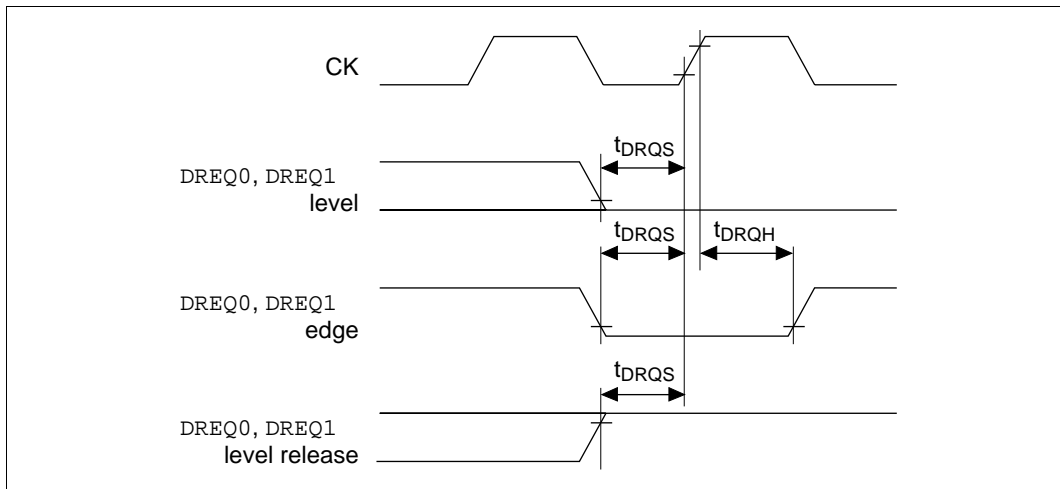 CK
tDRQS
DREQ0, DREQ1
level
tDRQS
tDRQH
DREQ0, DREQ1
edge
tDRQS
DREQ0, DREQ1
level release